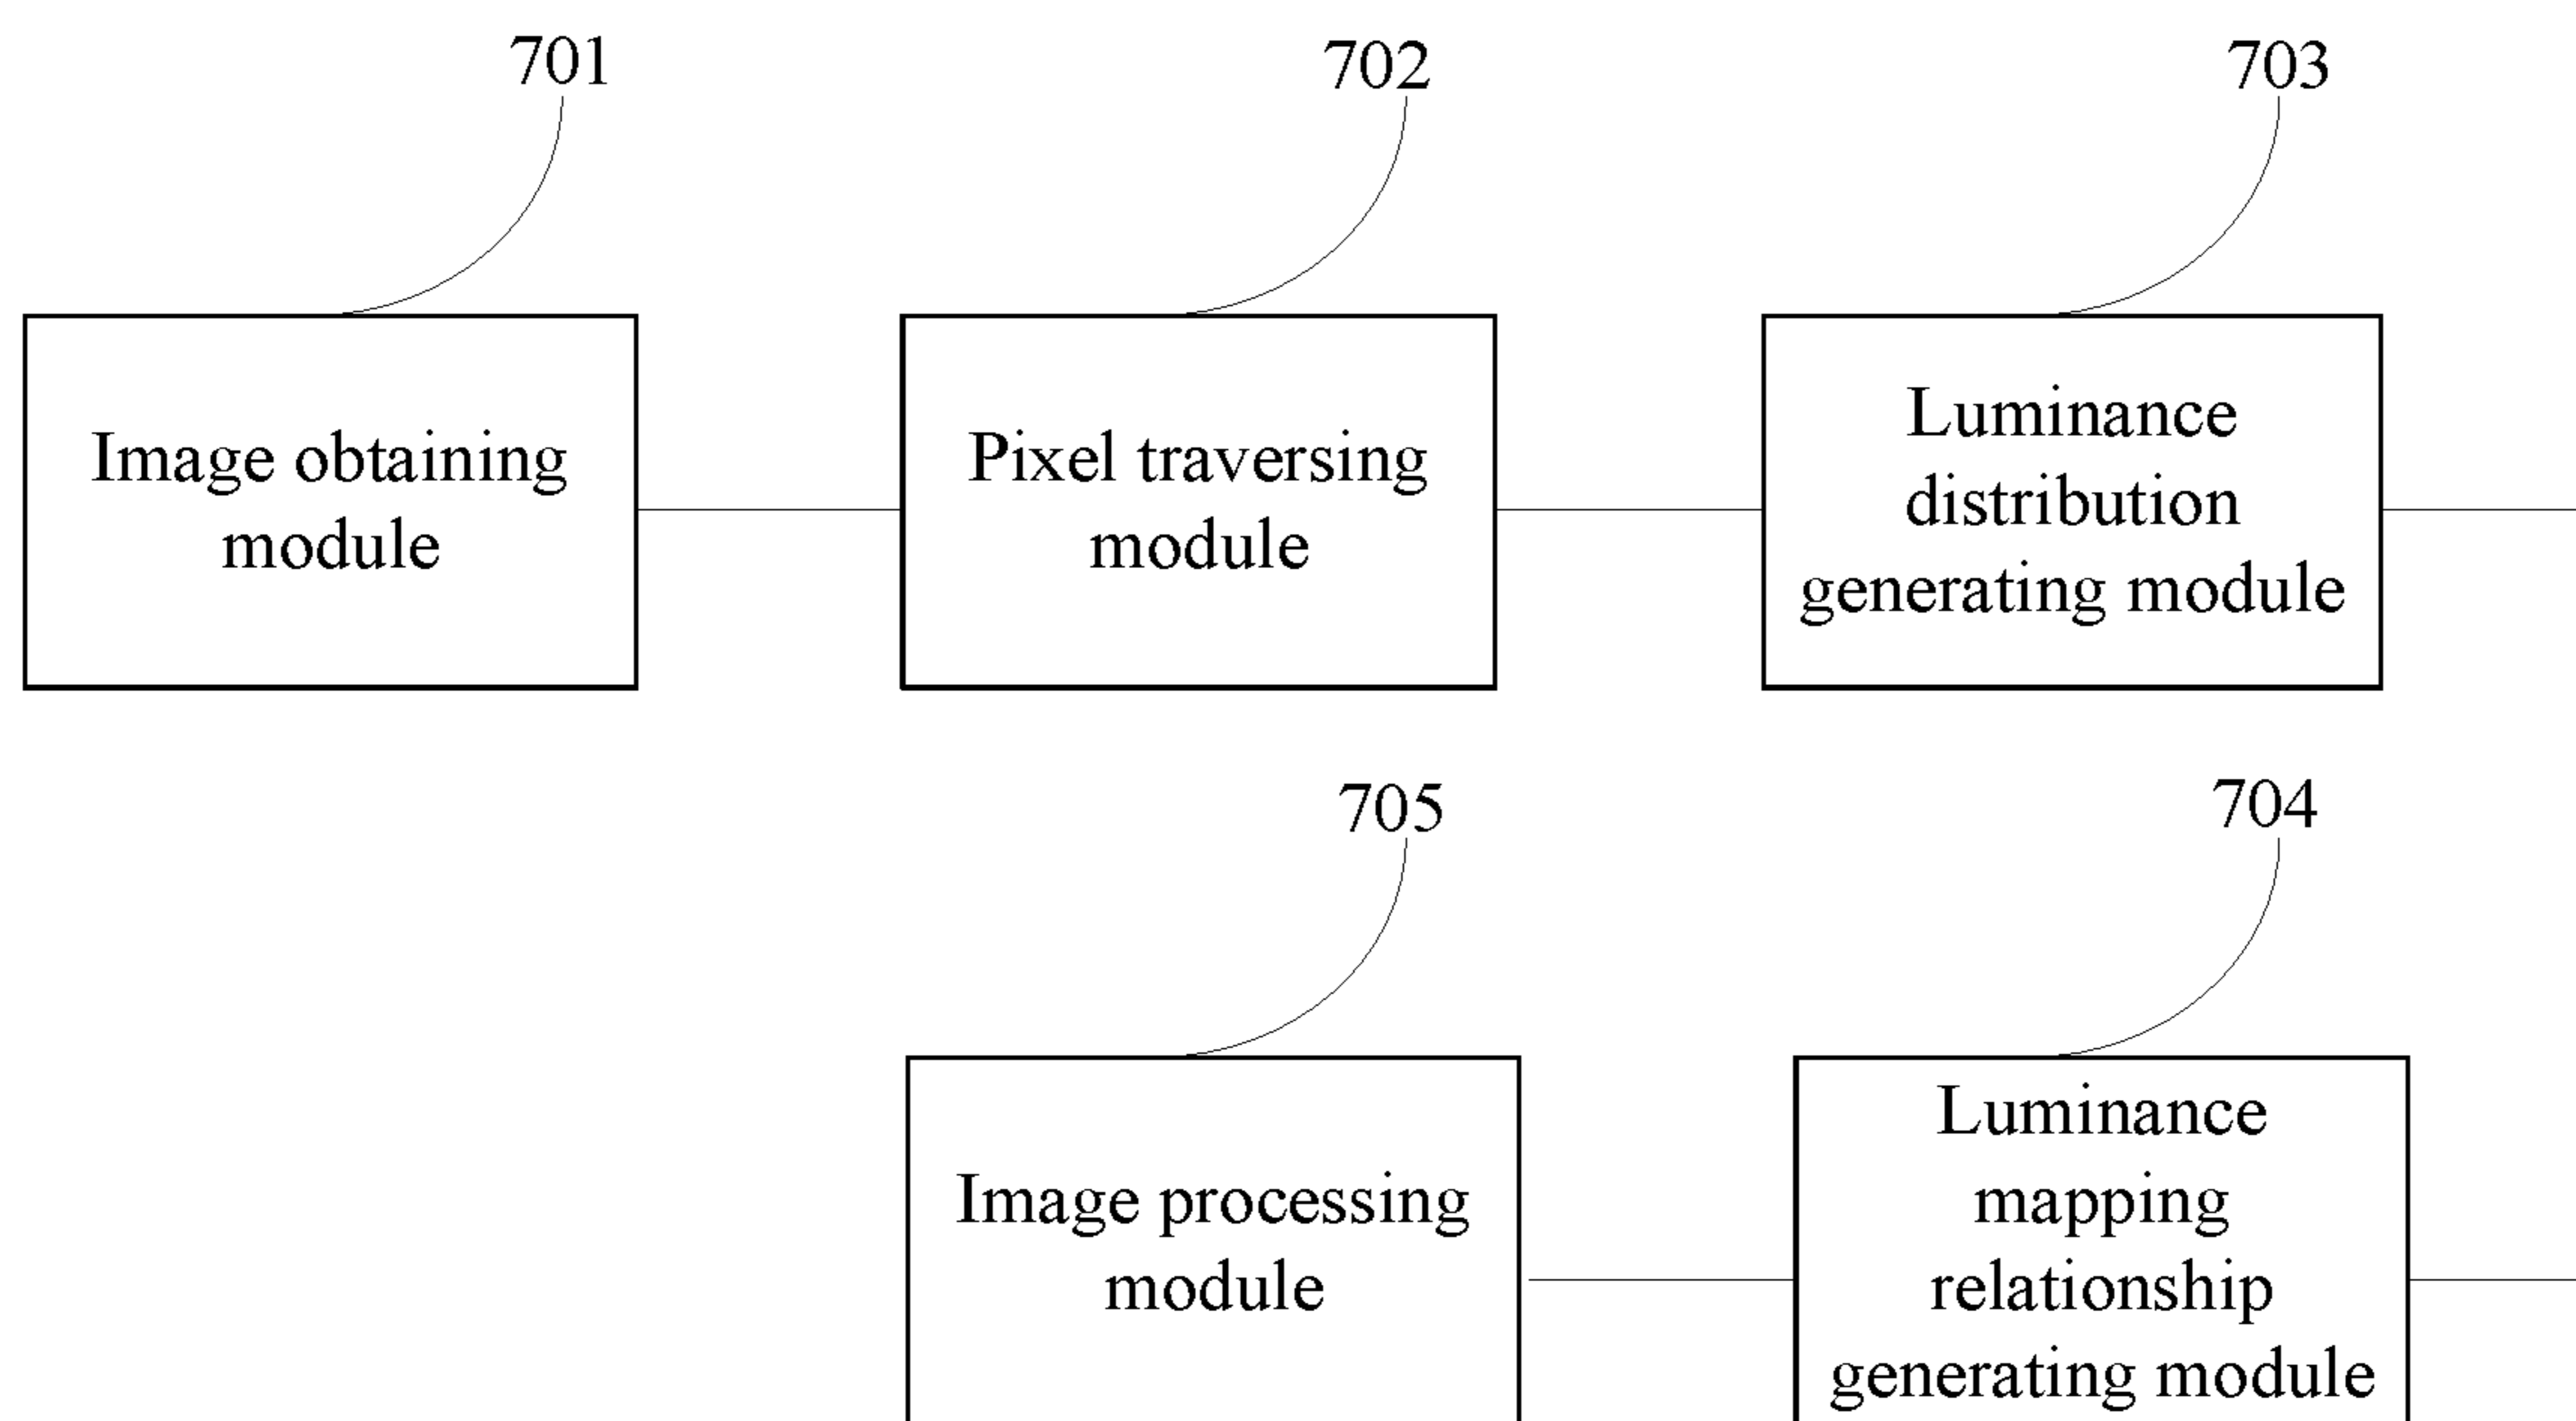 701
702
703
Image obtaining
module
Pixel traversing
module
Luminance
distribution
generating module
705
704
Image processing
module
Luminance
mapping
relationship
generating module